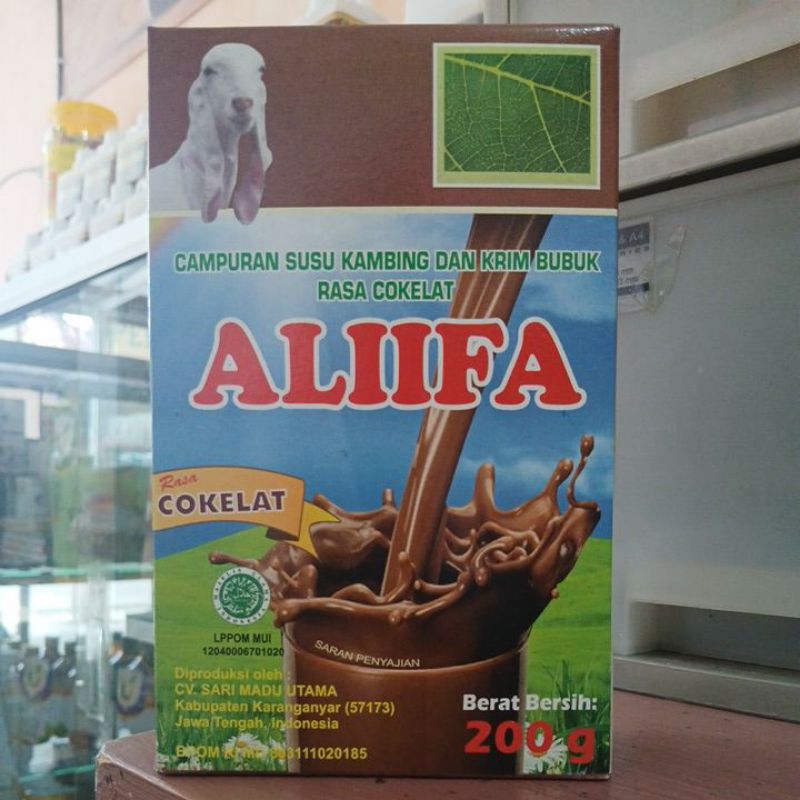 CAMPURAN SUSU KAMBING DAN KRIM BUBUK
RASA COKELAT
ALIIFA
Rasa
COKELAT
LPPOM MUI
12040006701020
SARAN PENYAJIAN
Diproduksi oleh :
CV. SARI MADU UTAMA
Kabupaten Karanganyar (57173)
Jawa Tengah, Indonesia
Berat Bersih:
200 g
& A4